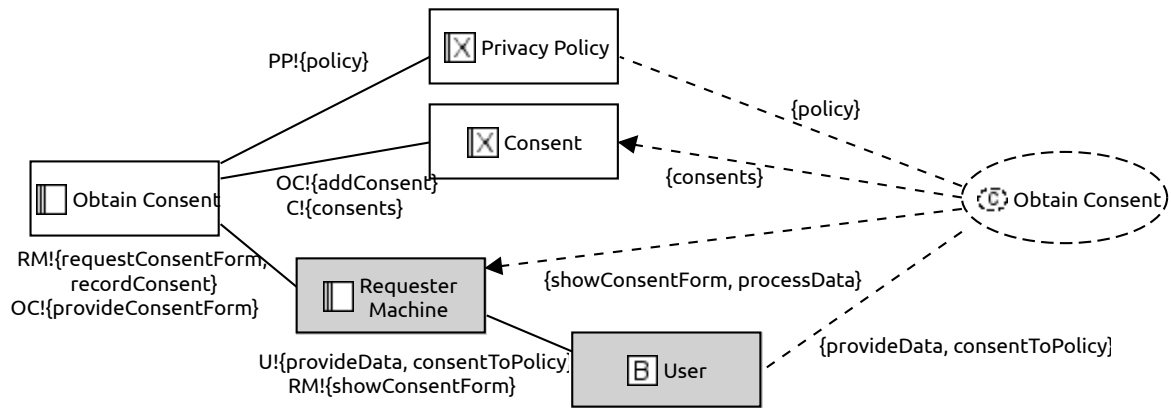 X Privacy Policy
PP!{policy}
{policy}
X Consent
OC!{addConsent}
C!{consents}
{consents}
Obtain Consent
C Obtain Consent
RM!{requestConsentForm,
recordConsent}
OC!{provideConsentForm}
Requester
Machine
{showConsentForm, processData}
U!{provideData, consentToPolicy}
RM!{showConsentForm}
B User
{provideData, consentToPolicy}